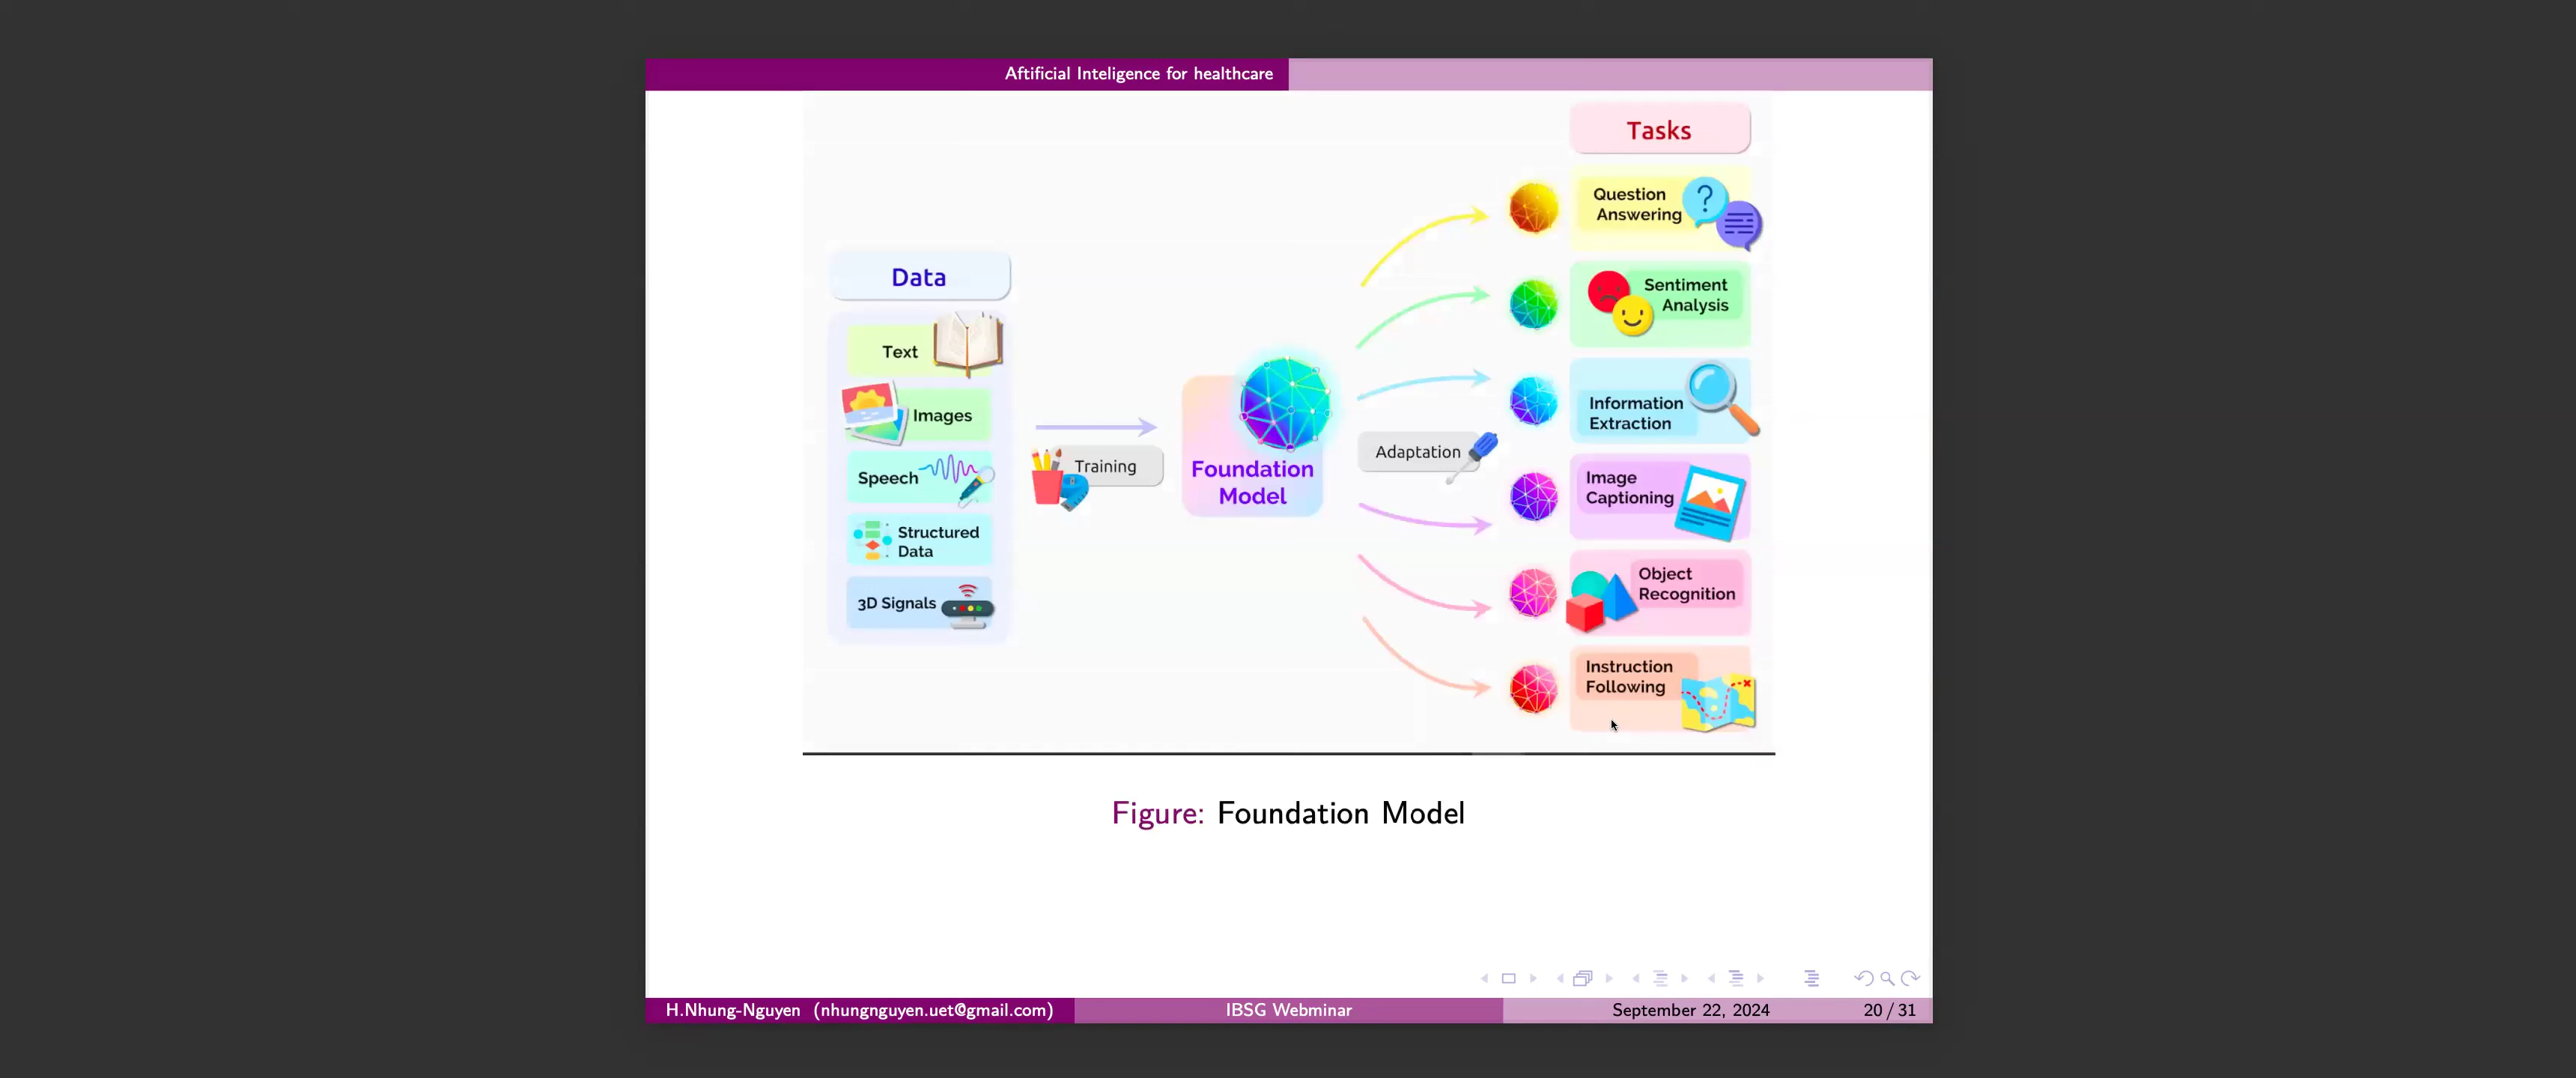 Aftificial Inteligence for healthcare
Tasks
Question
Answering
?
Sentiment
Analysis
Data
Text
Images
Speech
Structured
Data
3D Signals
Training
Foundation
Model
Adaptation
Information
Extraction
Image
Captioning
Object
Recognition
Instruction
Following
Figure: Foundation Model
H.Nhung-Nguyen (nhungnguyen.uet@gmail.com)
IBSG Webminar
September 22, 2024
20 / 31